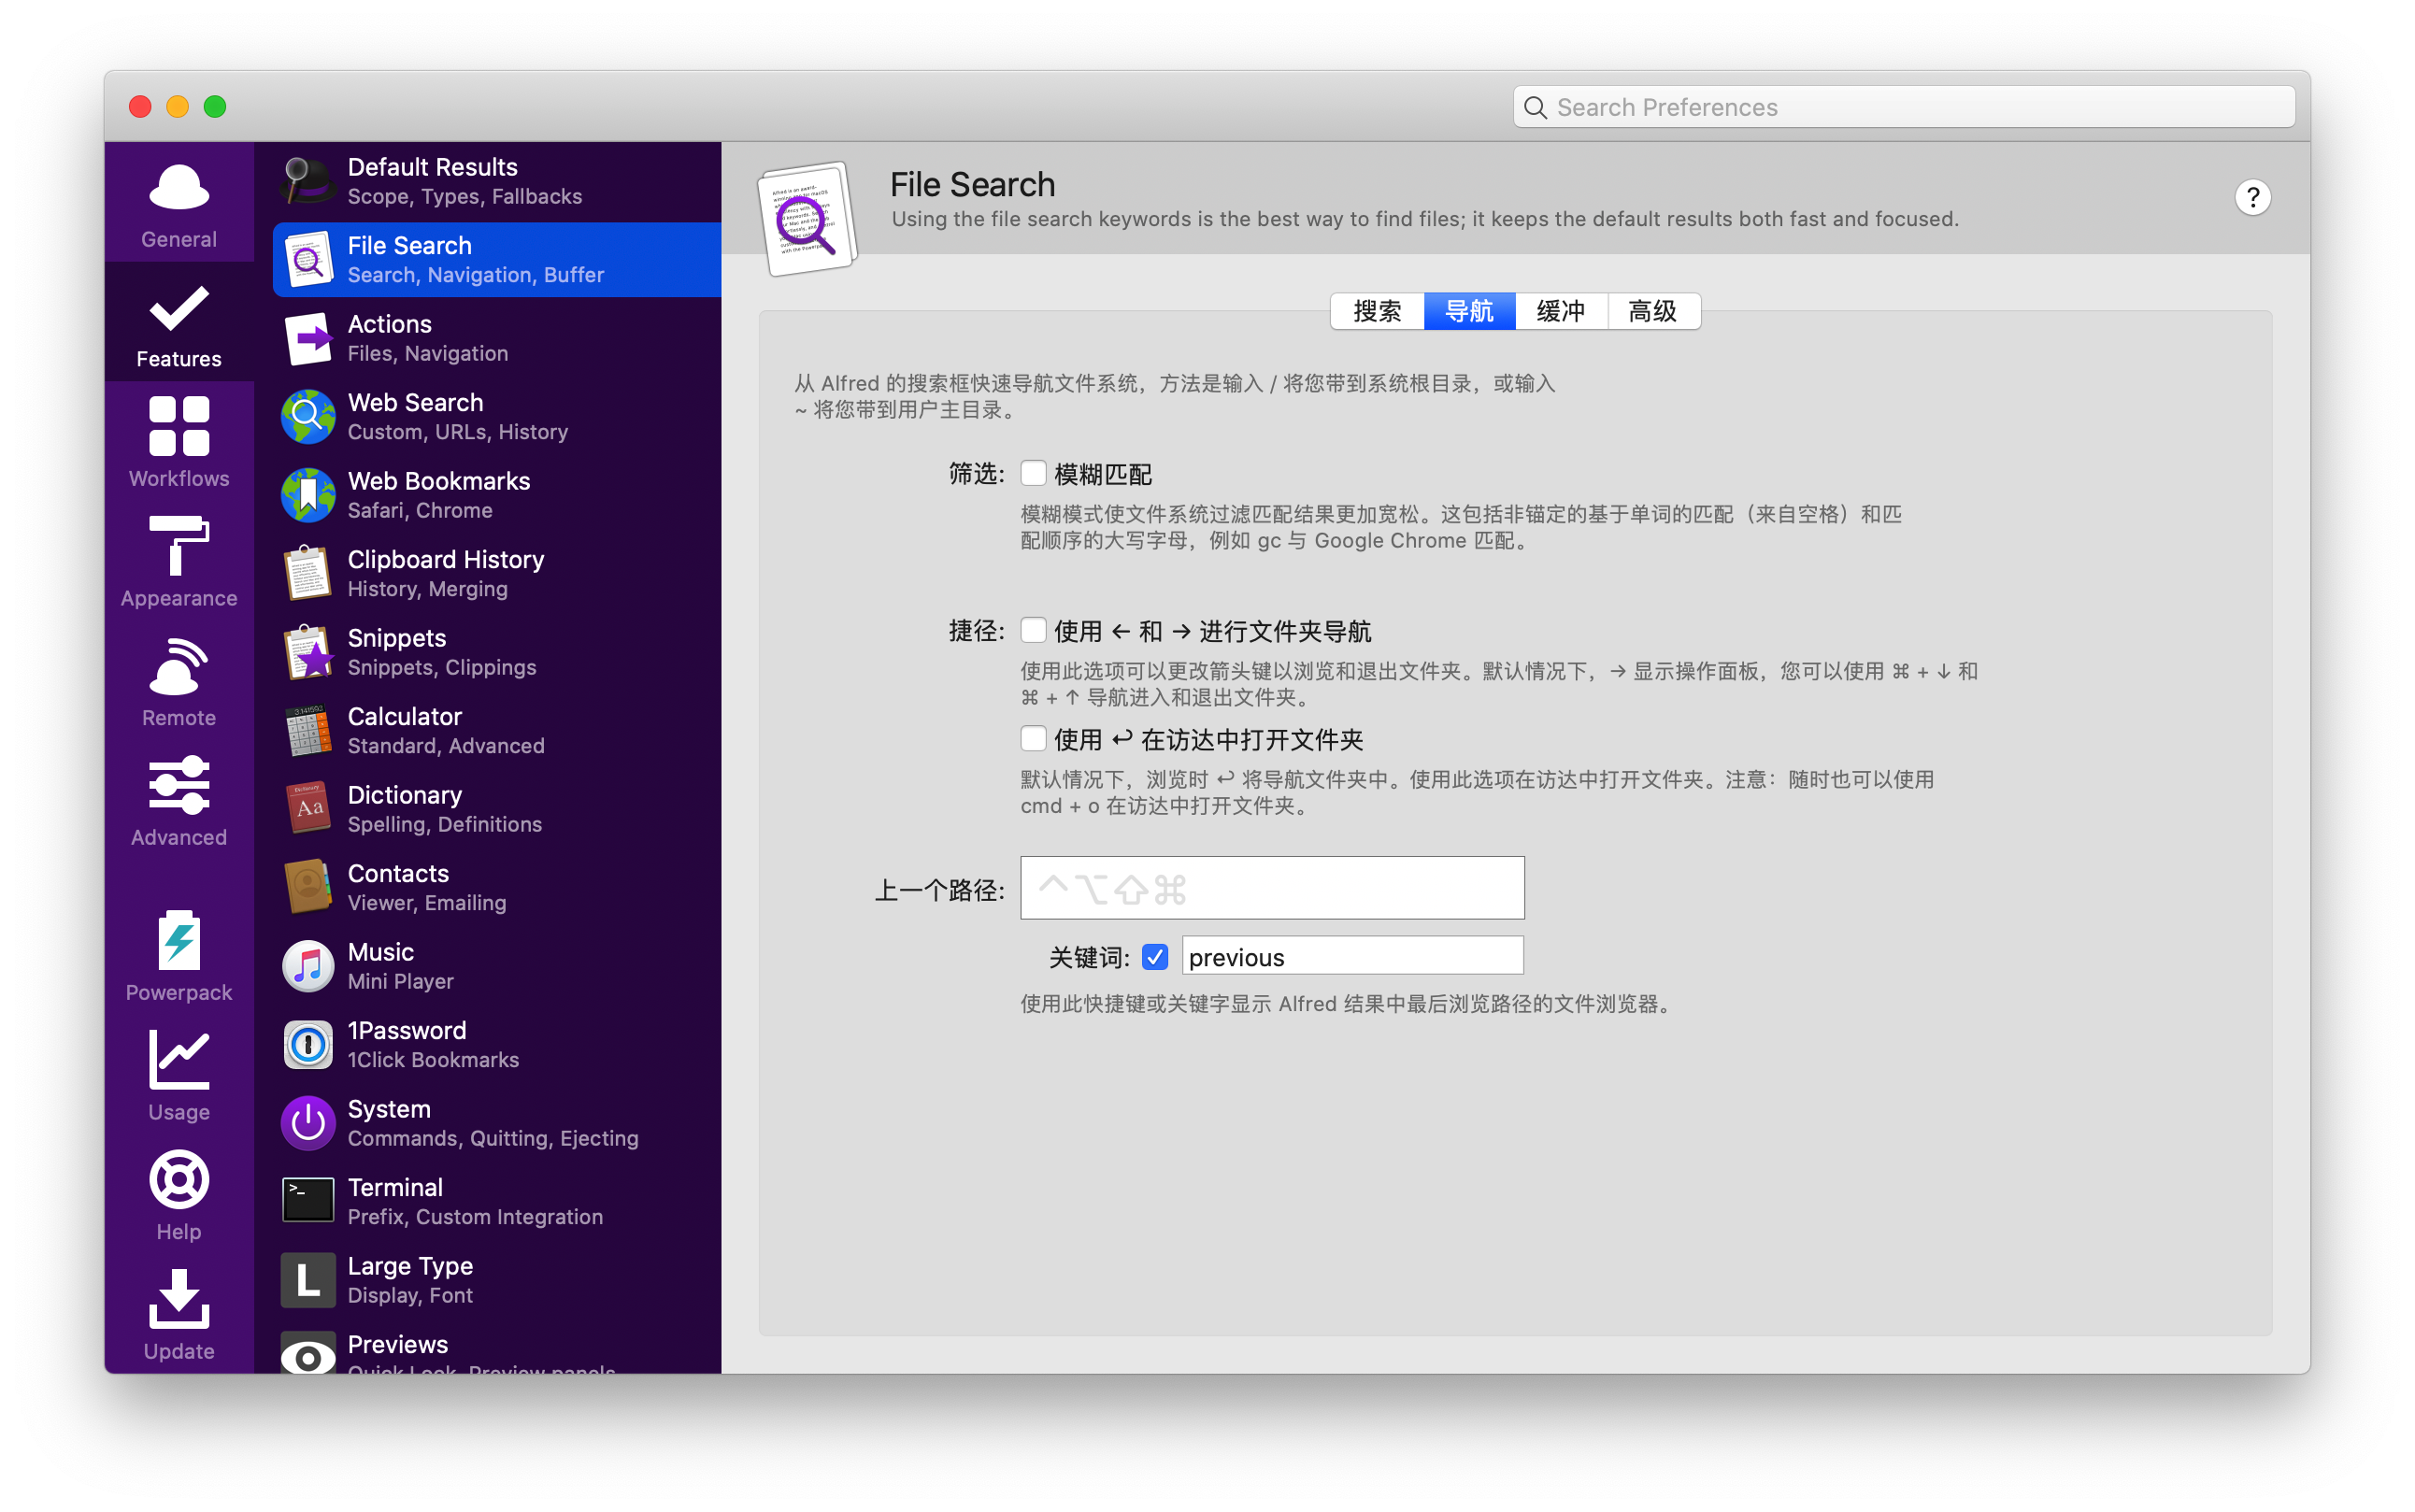 Search Preferences
General
Features
Workflows
Appearance
Remote
Advanced
Powerpack
Usage
Help
Update
Default Results
Scope, Types, Fallbacks
File Search
Search, Navigation, Buffer
Actions
Files, Navigation
Web Search
Custom, URLs, History
Web Bookmarks
Safari, Chrome
Clipboard History
History, Merging
Snippets
Snippets, Clippings
Calculator
Standard, Advanced
Dictionary
Spelling, Definitions
Contacts
Viewer, Emailing
Music
Mini Player
1Password
1Click Bookmarks
System
Commands, Quitting, Ejecting
Terminal
Prefix, Custom Integration
Large Type
Display, Font
Previews
Quick Look, Preview panels
File Search
Using the file search keywords is the best way to find files; it keeps the default results both fast and focused.
?
搜索 导航 缓冲 高级
从 Alfred 的搜索框快速导航文件系统，方法是输入 / 将您带到系统根目录，或输入
~ 将您带到用户主目录。
筛选: 模糊匹配
模糊模式使文件系统过滤匹配结果更加宽松。这包括非锚定的基于单词的匹配（来自空格）和匹
配顺序的大写字母，例如 gc 与 Google Chrome 匹配。
捷径: 使用 ← 和 → 进行文件夹导航
使用此选项可以更改箭头键以浏览和退出文件夹。默认情况下，→ 显示操作面板，您可以使用 ⌘ + ↓ 和
⌘ + ↑ 导航进入和退出文件夹。
使用 ↩ 在访达中打开文件夹
默认情况下，浏览时 ↩ 将导航文件夹中。使用此选项在访达中打开文件夹。注意：随时也可以使用
cmd + o 在访达中打开文件夹。
上一个路径: ^⌥⇧⌘
关键词: previous
使用此快捷键或关键字显示 Alfred 结果中最后浏览路径的文件浏览器。